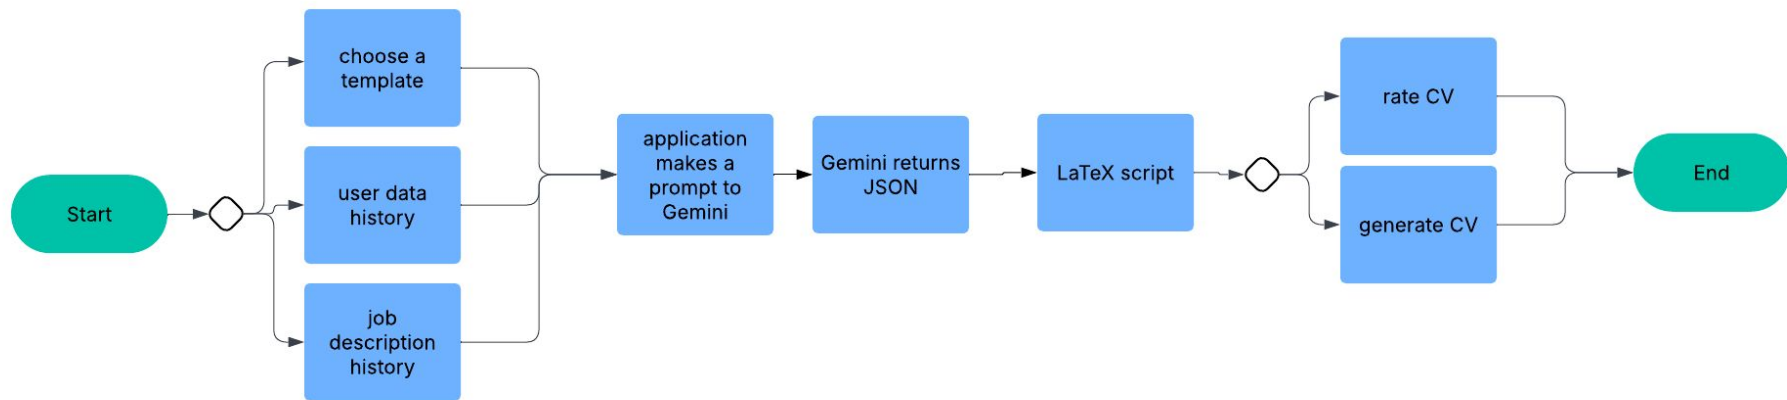 Start
choose a
template
user data
history
job
description
history
application
makes a
prompt to
Gemini
Gemini returns
JSON
LaTeX script
rate CV
generate CV
End